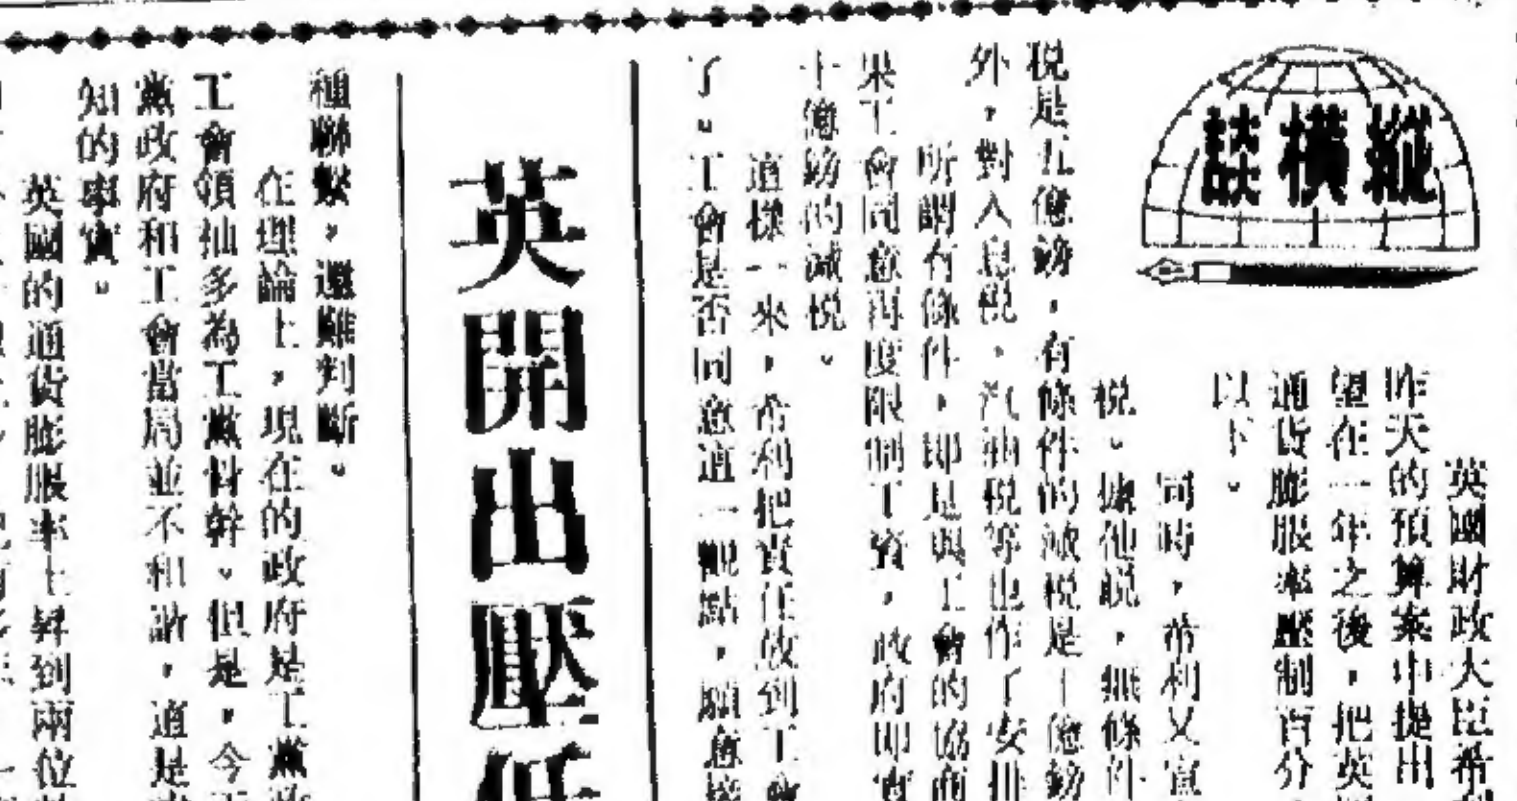 縱橫談
英國財政大臣希
昨天的預算案中提出
望在一年之後，把英
通貨膨脹率壓制百分
以下。
同時，希利又宣
稅。據他說，無條件
稅是五億鎊，有條件的減稅是十億鎊
外，對入息稅、汽油稅等也作了安排
所謂有條件，即是與工會的協商
果工會同意再度限制工資，政府即實
十億鎊的減稅。
這樣一來，希利把責任放到工會
了。工會是否同意這一觀點，願意接
英開出壓低
種聯繫，還難判斷。
在理論上，現在的政府是工黨政
工會領袖多為工黨骨幹。但是，今天
黨政府和工會當局並不和諧，這是
知的事實。
英國的通貨膨脹率上昇到兩位